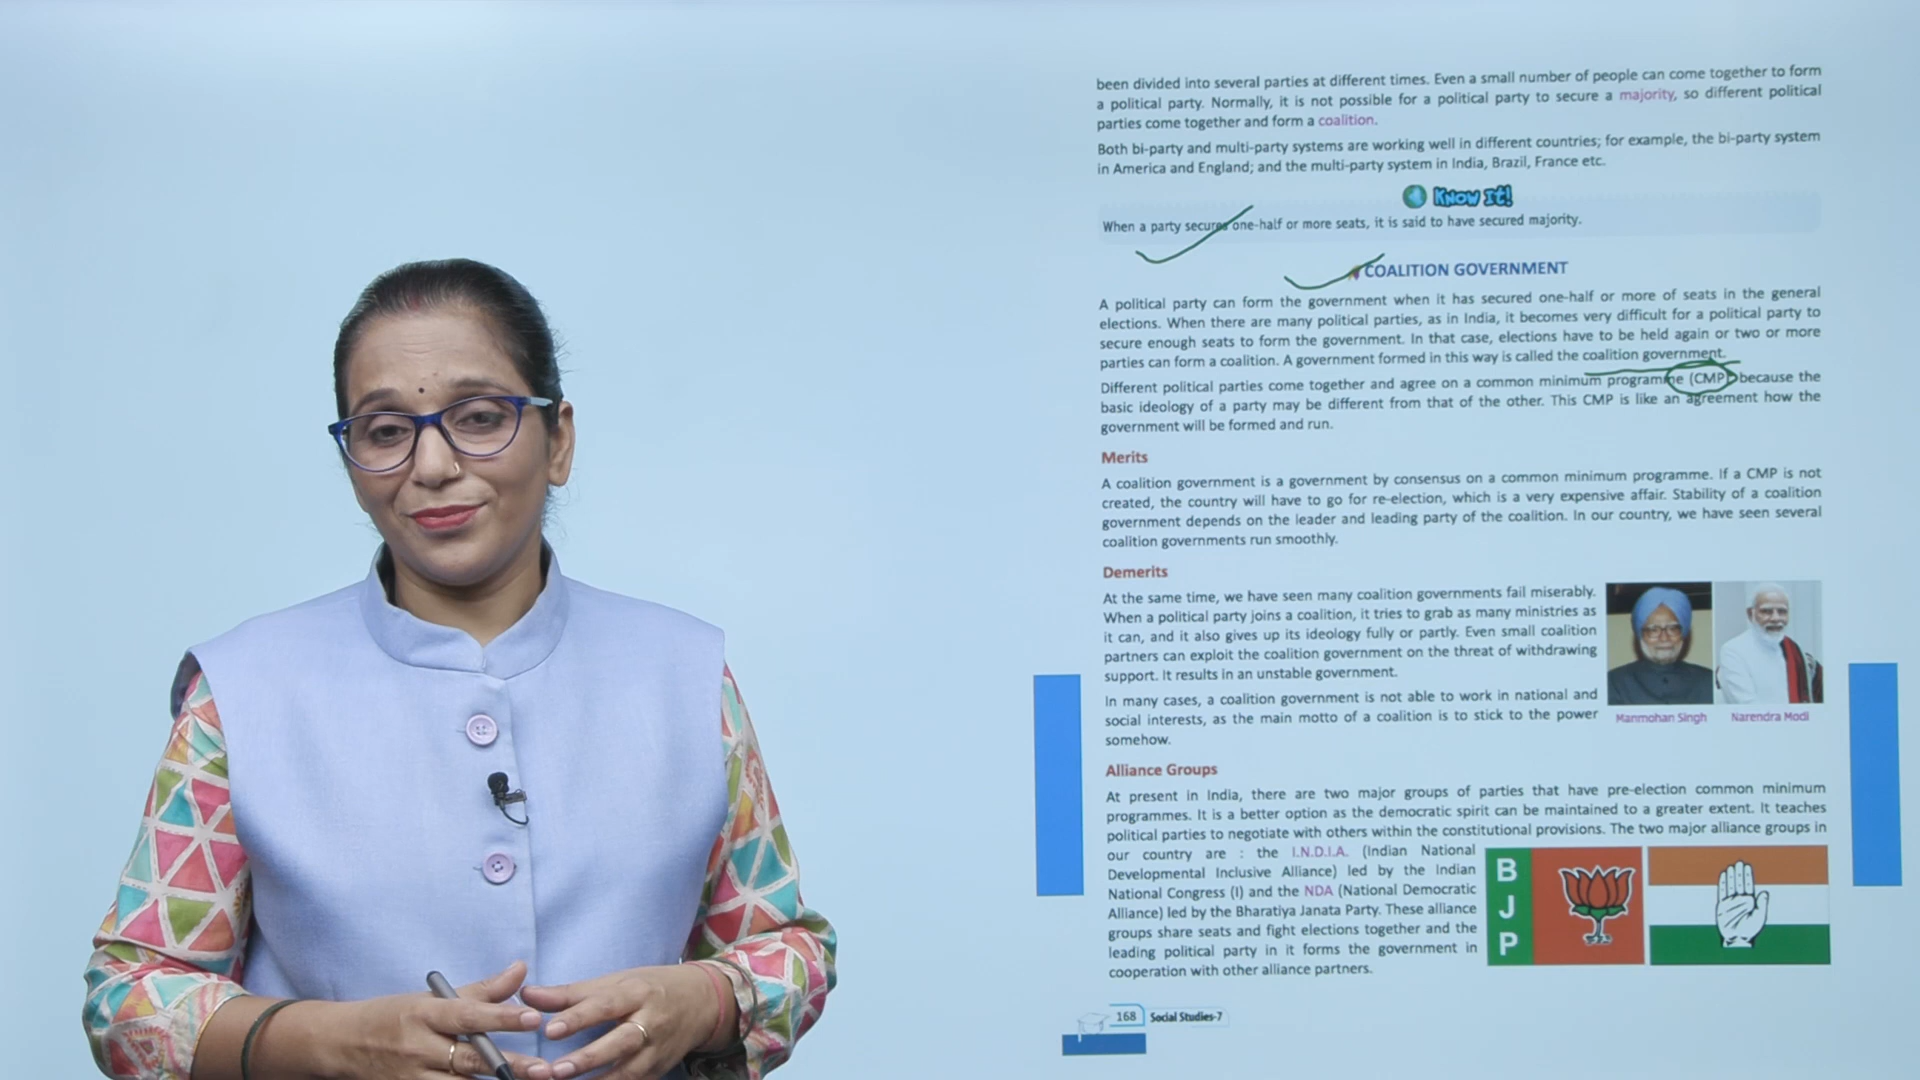 been divided into several parties at different times. Even a small number of people can come together to form
a political party. Normally, it is not possible for a political party to secure a majority, so different political
parties come together and form a coalition.
Both bi-party and multi-party systems are working well in different countries; for example, the bi-party system
in America and England; and the multi-party system in India, Brazil, France etc.
Know It!
When a party secures one-half or more seats, it is said to have secured majority.
COALITION GOVERNMENT
A political party can form the government when it has secured one-half or more of seats in the general
elections. When there are many political parties, as in India, it becomes very difficult for a political party to
secure enough seats to form the government. In that case, elections have to be held again or two or more
parties can form a coalition. A government formed in this way is called the coalition government.
Different political parties come together and agree on a common minimum programme (CMP) because the
basic ideology of a party may be different from that of the other. This CMP is like an agreement how the
government will be formed and run.
Merits
A coalition government is a government by consensus on a common minimum programme. If a CMP is not
created, the country will have to go for re-election, which is a very expensive affair. Stability of a coalition
government depends on the leader and leading party of the coalition. In our country, we have seen several
coalition governments run smoothly.
Demerits
At the same time, we have seen many coalition governments fail miserably.
When a political party joins a coalition, it tries to grab as many ministries as
it can, and it also gives up its ideology fully or partly. Even small coalition
partners can exploit the coalition government on the threat of withdrawing
support. It results in an unstable government.
In many cases, a coalition government is not able to work in national and
social interests, as the main motto of a coalition is to stick to the power
somehow.
Manmohan Singh
Narendra Modi
Alliance Groups
At present in India, there are two major groups of parties that have pre-election common minimum
programmes. It is a better option as the democratic spirit can be maintained to a greater extent. It teaches
political parties to negotiate with others within the constitutional provisions. The two major alliance groups in
our country are : the I.N.D.I.A. (Indian National
Developmental Inclusive Alliance) led by the Indian
National Congress (I) and the NDA (National Democratic
Alliance) led by the Bharatiya Janata Party. These alliance
groups share seats and fight elections together and the
leading political party in it forms the government in
cooperation with other alliance partners.
B
J
P
168 Social Studies-7